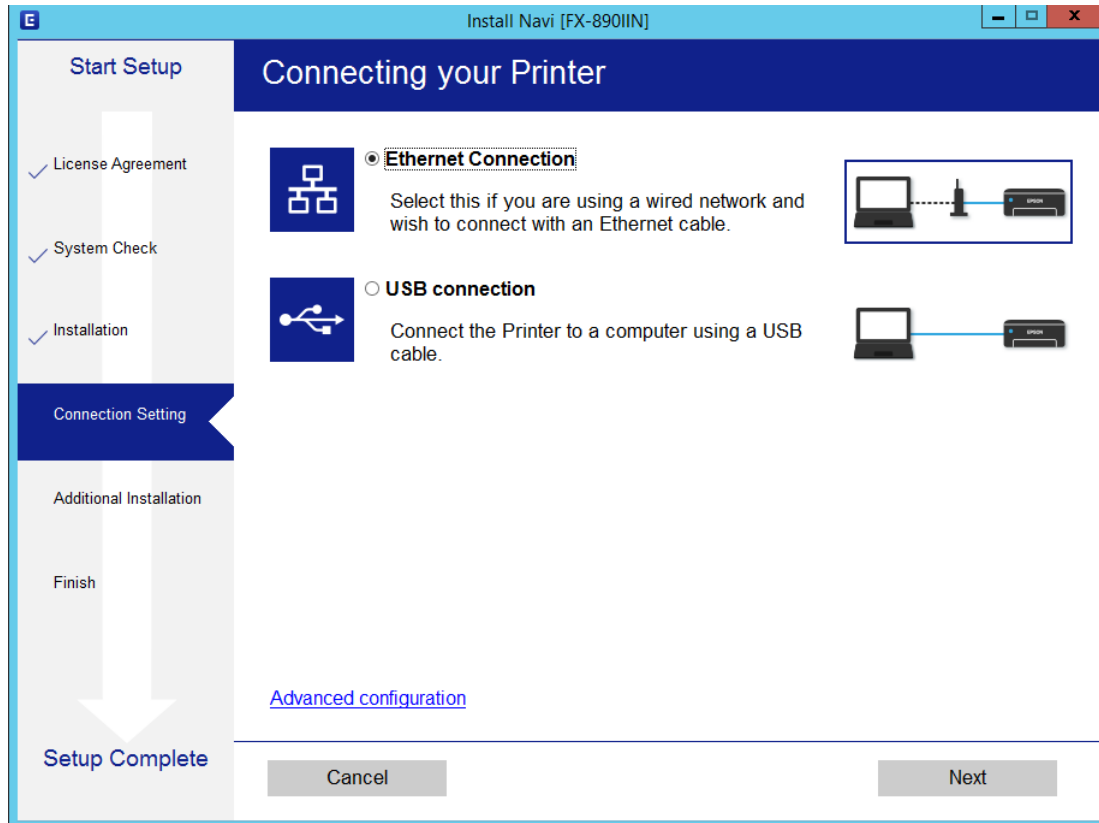 Install Navi [FX-890IIN]
Start Setup
Connecting your Printer
License Agreement
System Check
Installation
Connection Setting
Additional Installation
Finish
Setup Complete
Ethernet Connection
Select this if you are using a wired network and
wish to connect with an Ethernet cable.
EPSON
USB connection
Connect the Printer to a computer using a USB
cable.
EPSON
Advanced configuration
Cancel
Next